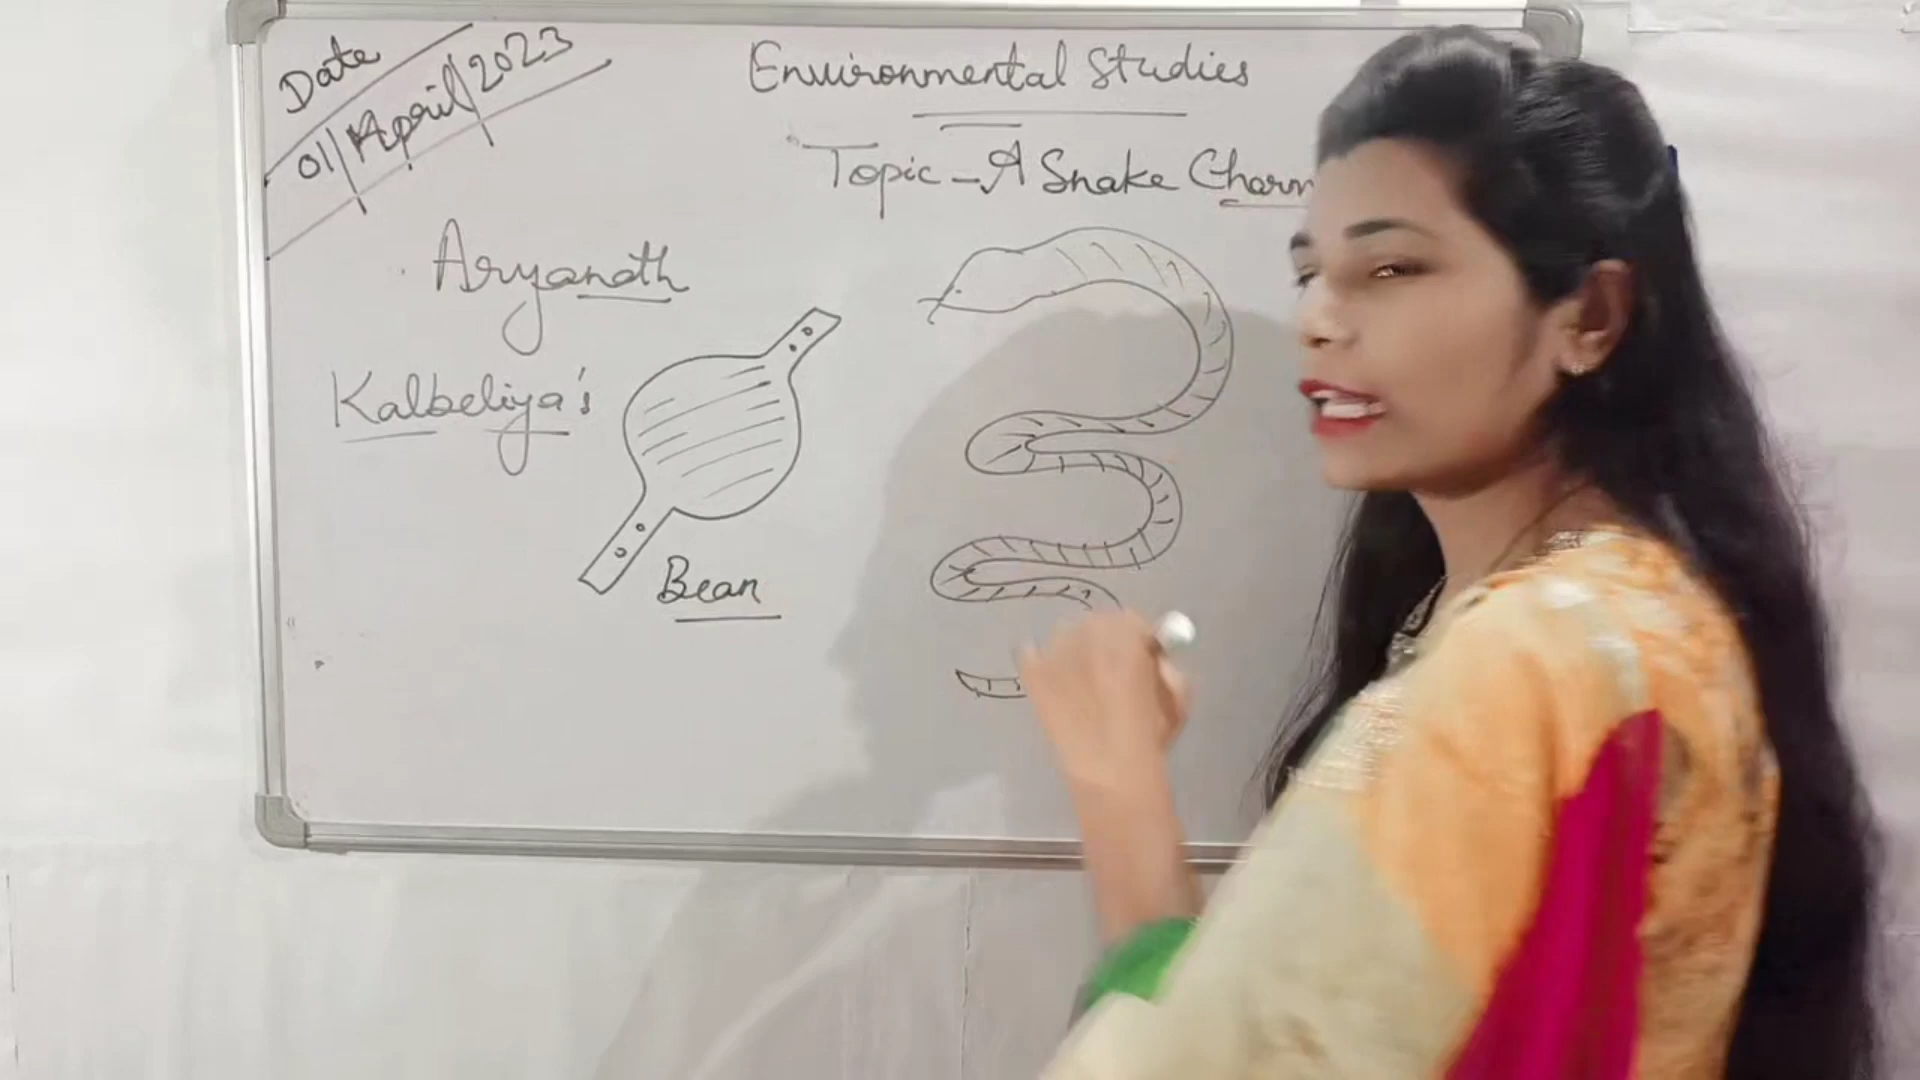 Date
01/April/2023
Environmental Studies
Topic - A Snake Charm
Aryanath
Kalbeliya's
Bean